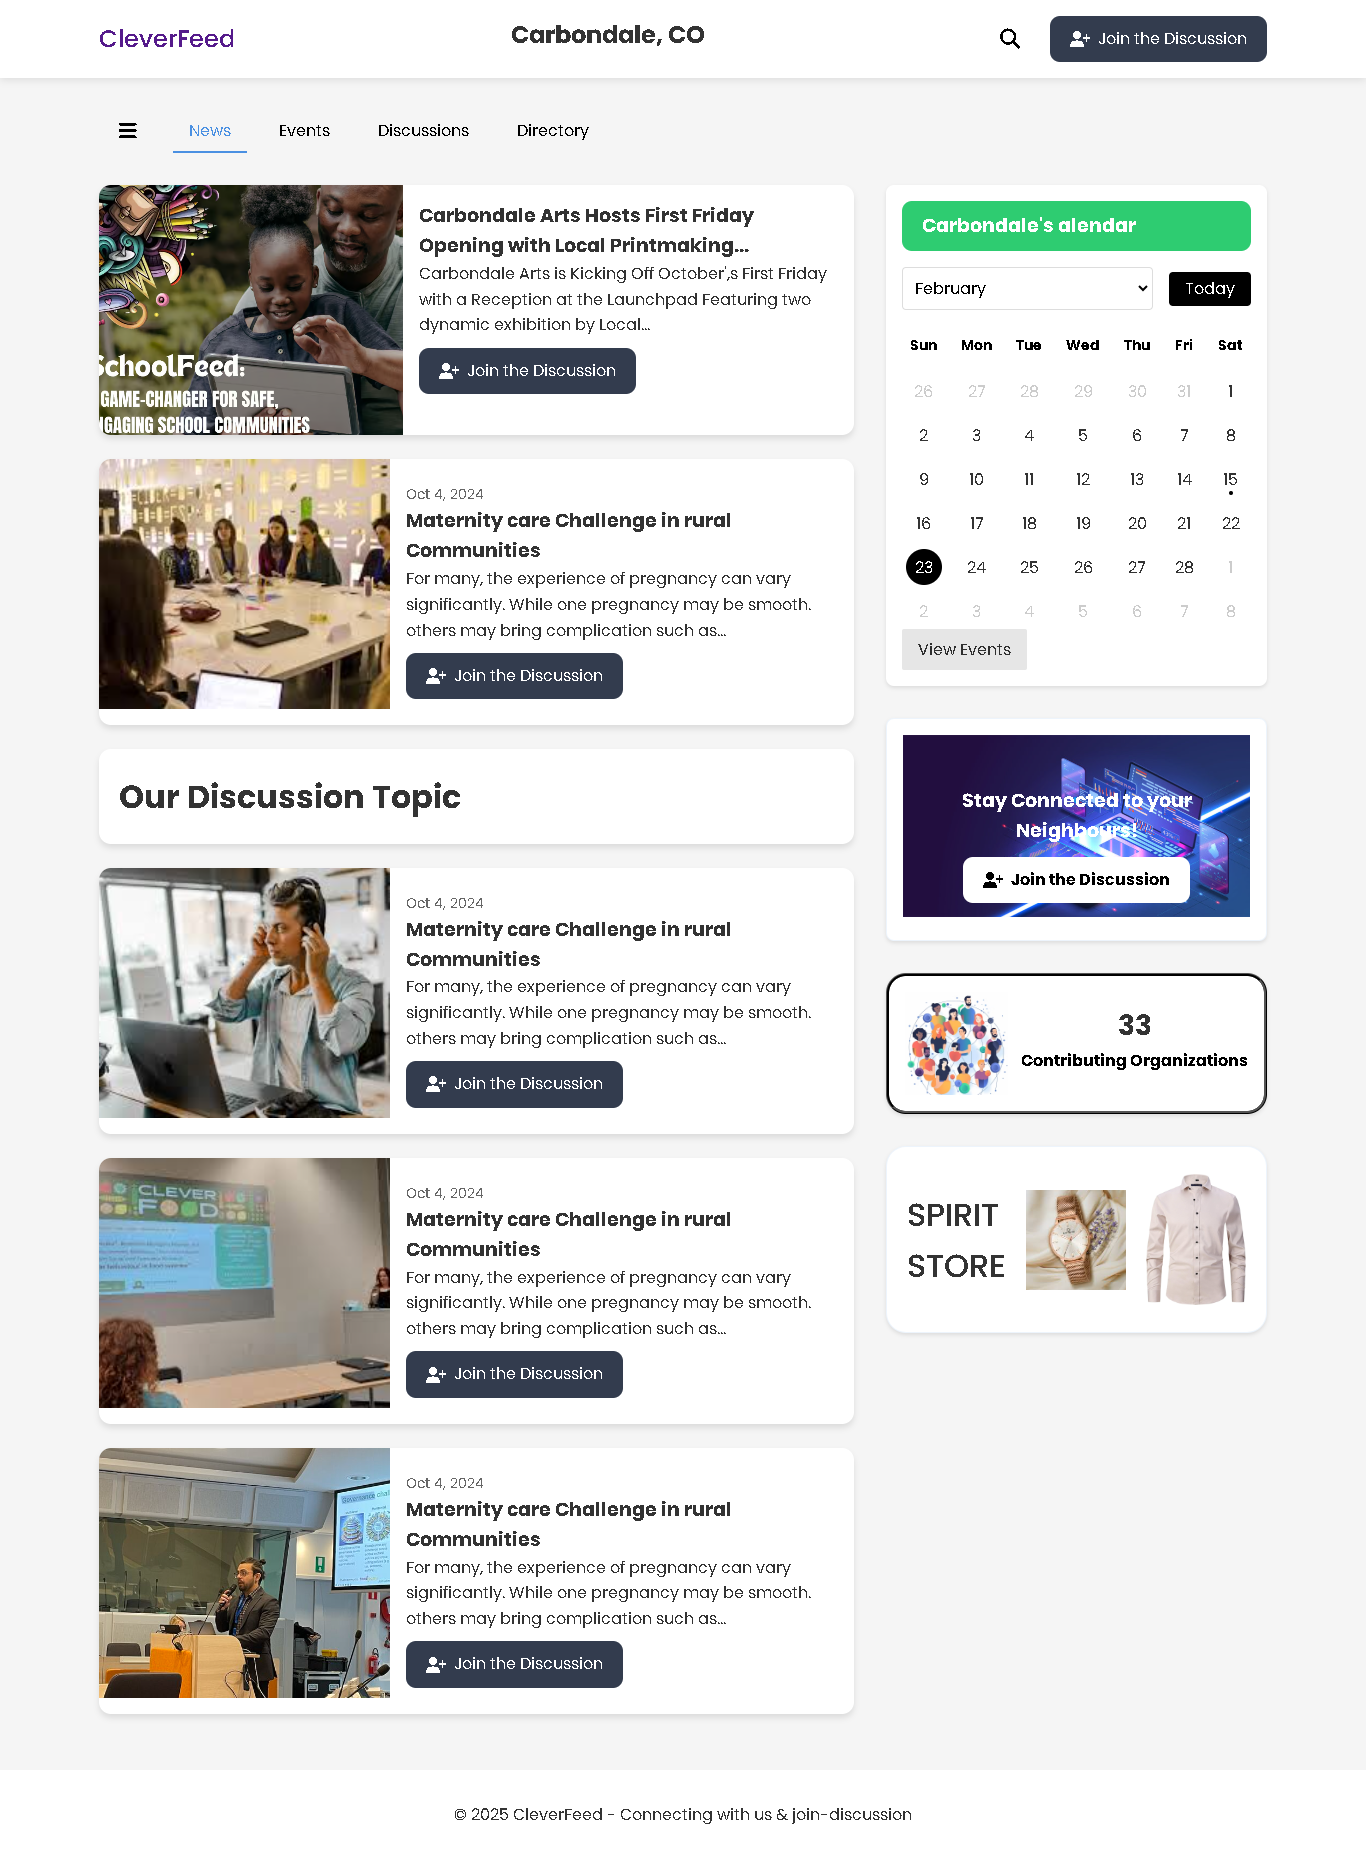 CleverFeed
Carbondale, CO
Join the Discussion
News
Events
Discussions
Directory
SchoolFeed:
GAME-CHANGER FOR SAFE,
NGAGING SCHOOL COMMUNITIES
Carbondale Arts Hosts First Friday
Opening with Local Printmaking...
Carbondale Arts is Kicking Off October',s First Friday
with a Reception at the Launchpad Featuring two
dynamic exhibition by Local...
Join the Discussion
Oct 4, 2024
Maternity care Challenge in rural
Communities
For many, the experience of pregnancy can vary
significantly. While one pregnancy may be smooth.
others may bring complication such as...
Join the Discussion
Our Discussion Topic
Oct 4, 2024
Maternity care Challenge in rural
Communities
For many, the experience of pregnancy can vary
significantly. While one pregnancy may be smooth.
others may bring complication such as...
Join the Discussion
CLEVER
FOOD
Oct 4, 2024
Maternity care Challenge in rural
Communities
For many, the experience of pregnancy can vary
significantly. While one pregnancy may be smooth.
others may bring complication such as...
Join the Discussion
Governance
Oct 4, 2024
Maternity care Challenge in rural
Communities
For many, the experience of pregnancy can vary
significantly. While one pregnancy may be smooth.
others may bring complication such as...
Join the Discussion
Carbondale's alendar
February
Today
Sun Mon Tue Wed Thu Fri Sat
26 27 28 29 30 31 1
2 3 4 5 6 7 8
9 10 11 12 13 14 15
16 17 18 19 20 21 22
23 24 25 26 27 28 1
2 3 4 5 6 7 8
View Events
Stay Connected to your
Neighbours!
Join the Discussion
33
Contributing Organizations
SPIRIT
STORE
© 2025 CleverFeed - Connecting with us & join-discussion